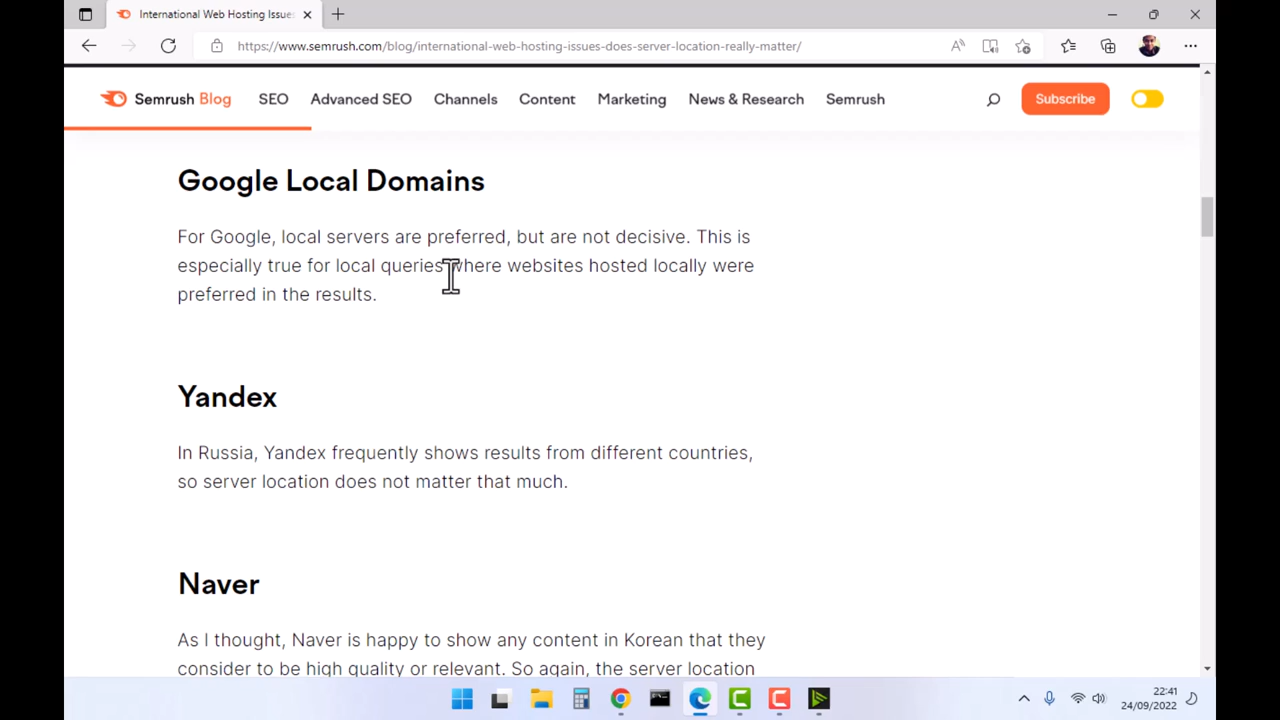 International Web Hosting Issues
https://www.semrush.com/blog/international-web-hosting-issues-does-server-location-really-matter/
Semrush Blog SEO Advanced SEO Channels Content Marketing News & Research Semrush Subscribe
Google Local Domains
For Google, local servers are preferred, but are not decisive. This is
especially true for local queries where websites hosted locally were
preferred in the results.
Yandex
In Russia, Yandex frequently shows results from different countries,
so server location does not matter that much.
Naver
As I thought, Naver is happy to show any content in Korean that they
consider to be high quality or relevant. So again, the server location
22:41
24/09/2022